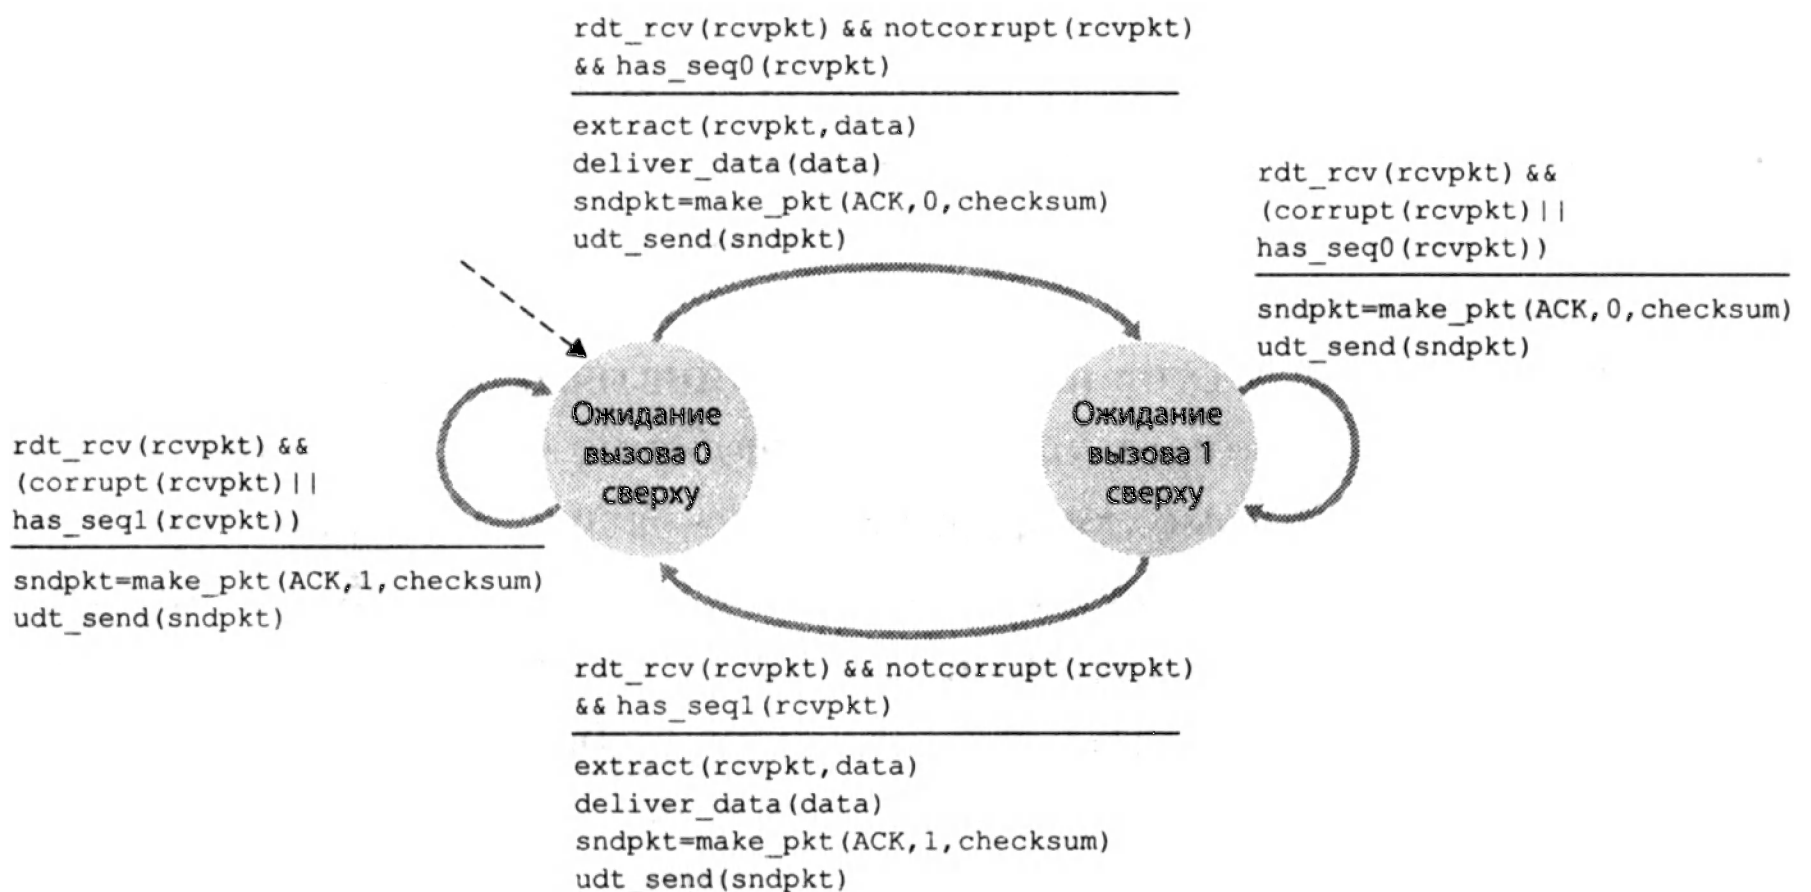 rdt_rcv(rcvpkt) && notcorrupt(rcvpkt)
&& has_seq0(rcvpkt)
extract(rcvpkt,data)
deliver_data(data)
sndpkt=make_pkt(ACK,0,checksum)
udt_send(sndpkt)
rdt_rcv(rcvpkt) &&
(corrupt(rcvpkt)||
has_seq0(rcvpkt))
sndpkt=make_pkt(ACK,0,checksum)
udt_send(sndpkt)
Ожидание
вызова 0
сверху
Ожидание
вызова 1
сверху
rdt_rcv(rcvpkt) &&
(corrupt(rcvpkt)||
has_seq1(rcvpkt))
sndpkt=make_pkt(ACK,1,checksum)
udt_send(sndpkt)
rdt_rcv(rcvpkt) && notcorrupt(rcvpkt)
&& has_seq1(rcvpkt)
extract(rcvpkt,data)
deliver_data(data)
sndpkt=make_pkt(ACK,1,checksum)
udt_send(sndpkt)